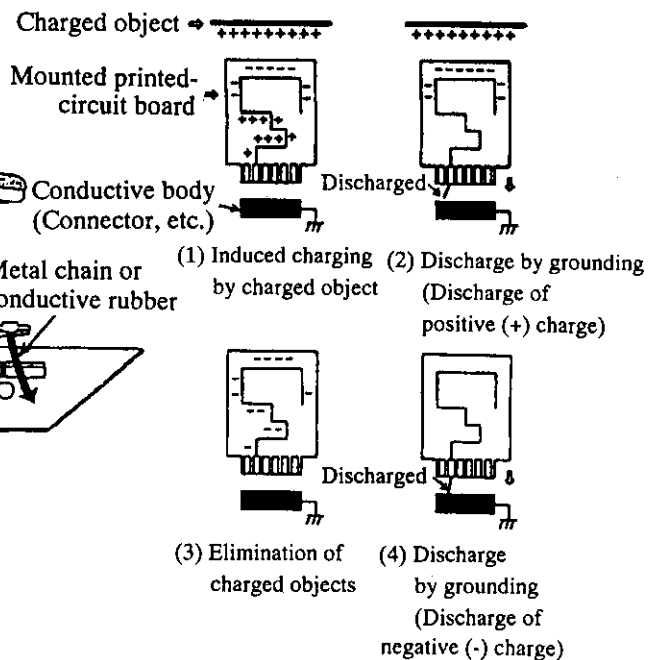 Charged object
Mounted printed-
circuit board
Conductive body
(Connector, etc.)
Discharged
(1) Induced charging
by charged object
(2) Discharge by grounding
(Discharge of
positive (+) charge)
Metal chain or
onductive rubber
Discharged
(3) Elimination of
charged objects
(4) Discharge
by grounding
(Discharge of
negative (-) charge)